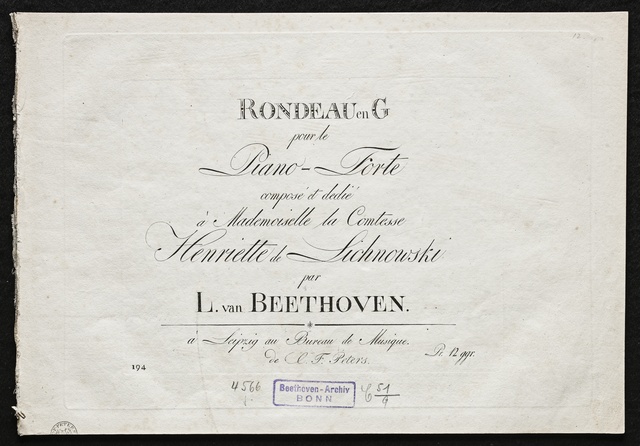 RONDEAU en G
pour le
Piano-Forte
composé et dedié
à Mademoiselle la Comtesse
Henriette de Lichnowski
par
L. van BEETHOVEN.
à Leipzig au Bureau de Musique
de C. F. Peters.
Pr. 12 ggr.
194
4566
Beethoven-Archiv
BONN
C 51/G